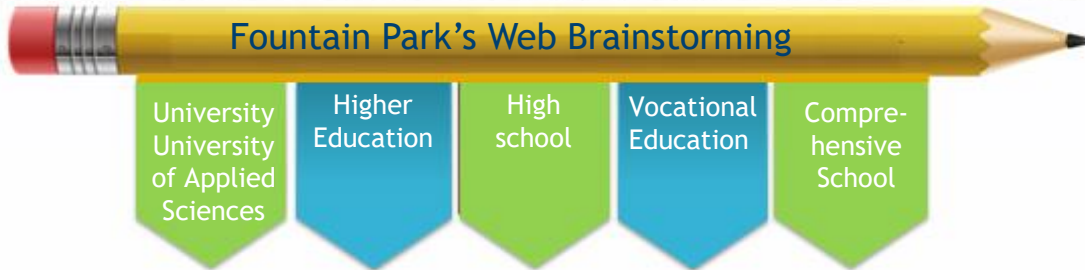 Fountain Park's Web Brainstorming
University
University
of Applied
Sciences
Higher
Education
High
school
Vocational
Education
Compre-
hensive
School